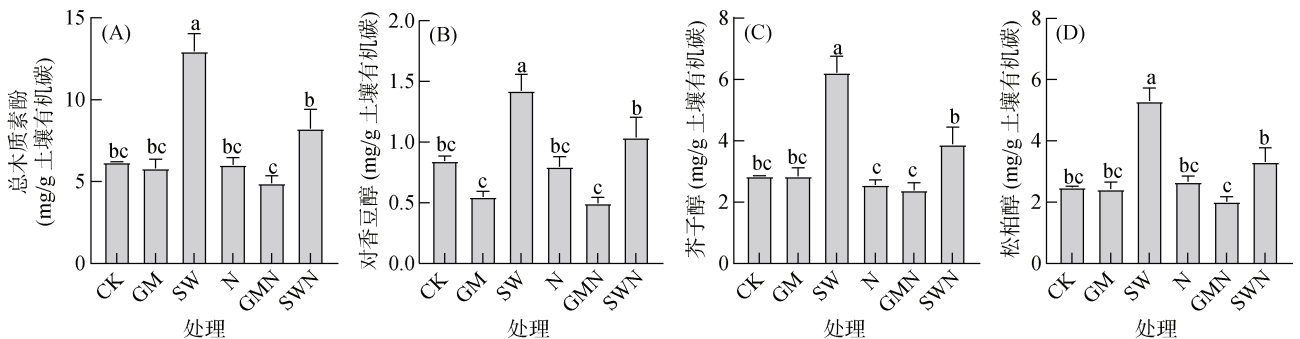 (A)
总木质素酚
(mg/g 土壤有机碳)
15
10
5
0
bc
bc
a
bc
c
b
CK
GM
SW
N
GMN
SWN
处理
(B)
对香豆醇 (mg/g 土壤有机碳)
2.0
1.5
1.0
0.5
0.0
bc
c
a
bc
c
b
CK
GM
SW
N
GMN
SWN
处理
(C)
芥子醇 (mg/g 土壤有机碳)
8
6
4
2
0
bc
bc
a
c
c
b
CK
GM
SW
N
GMN
SWN
处理
(D)
松柏醇 (mg/g 土壤有机碳)
8
6
4
2
0
bc
bc
a
bc
c
b
CK
GM
SW
N
GMN
SWN
处理